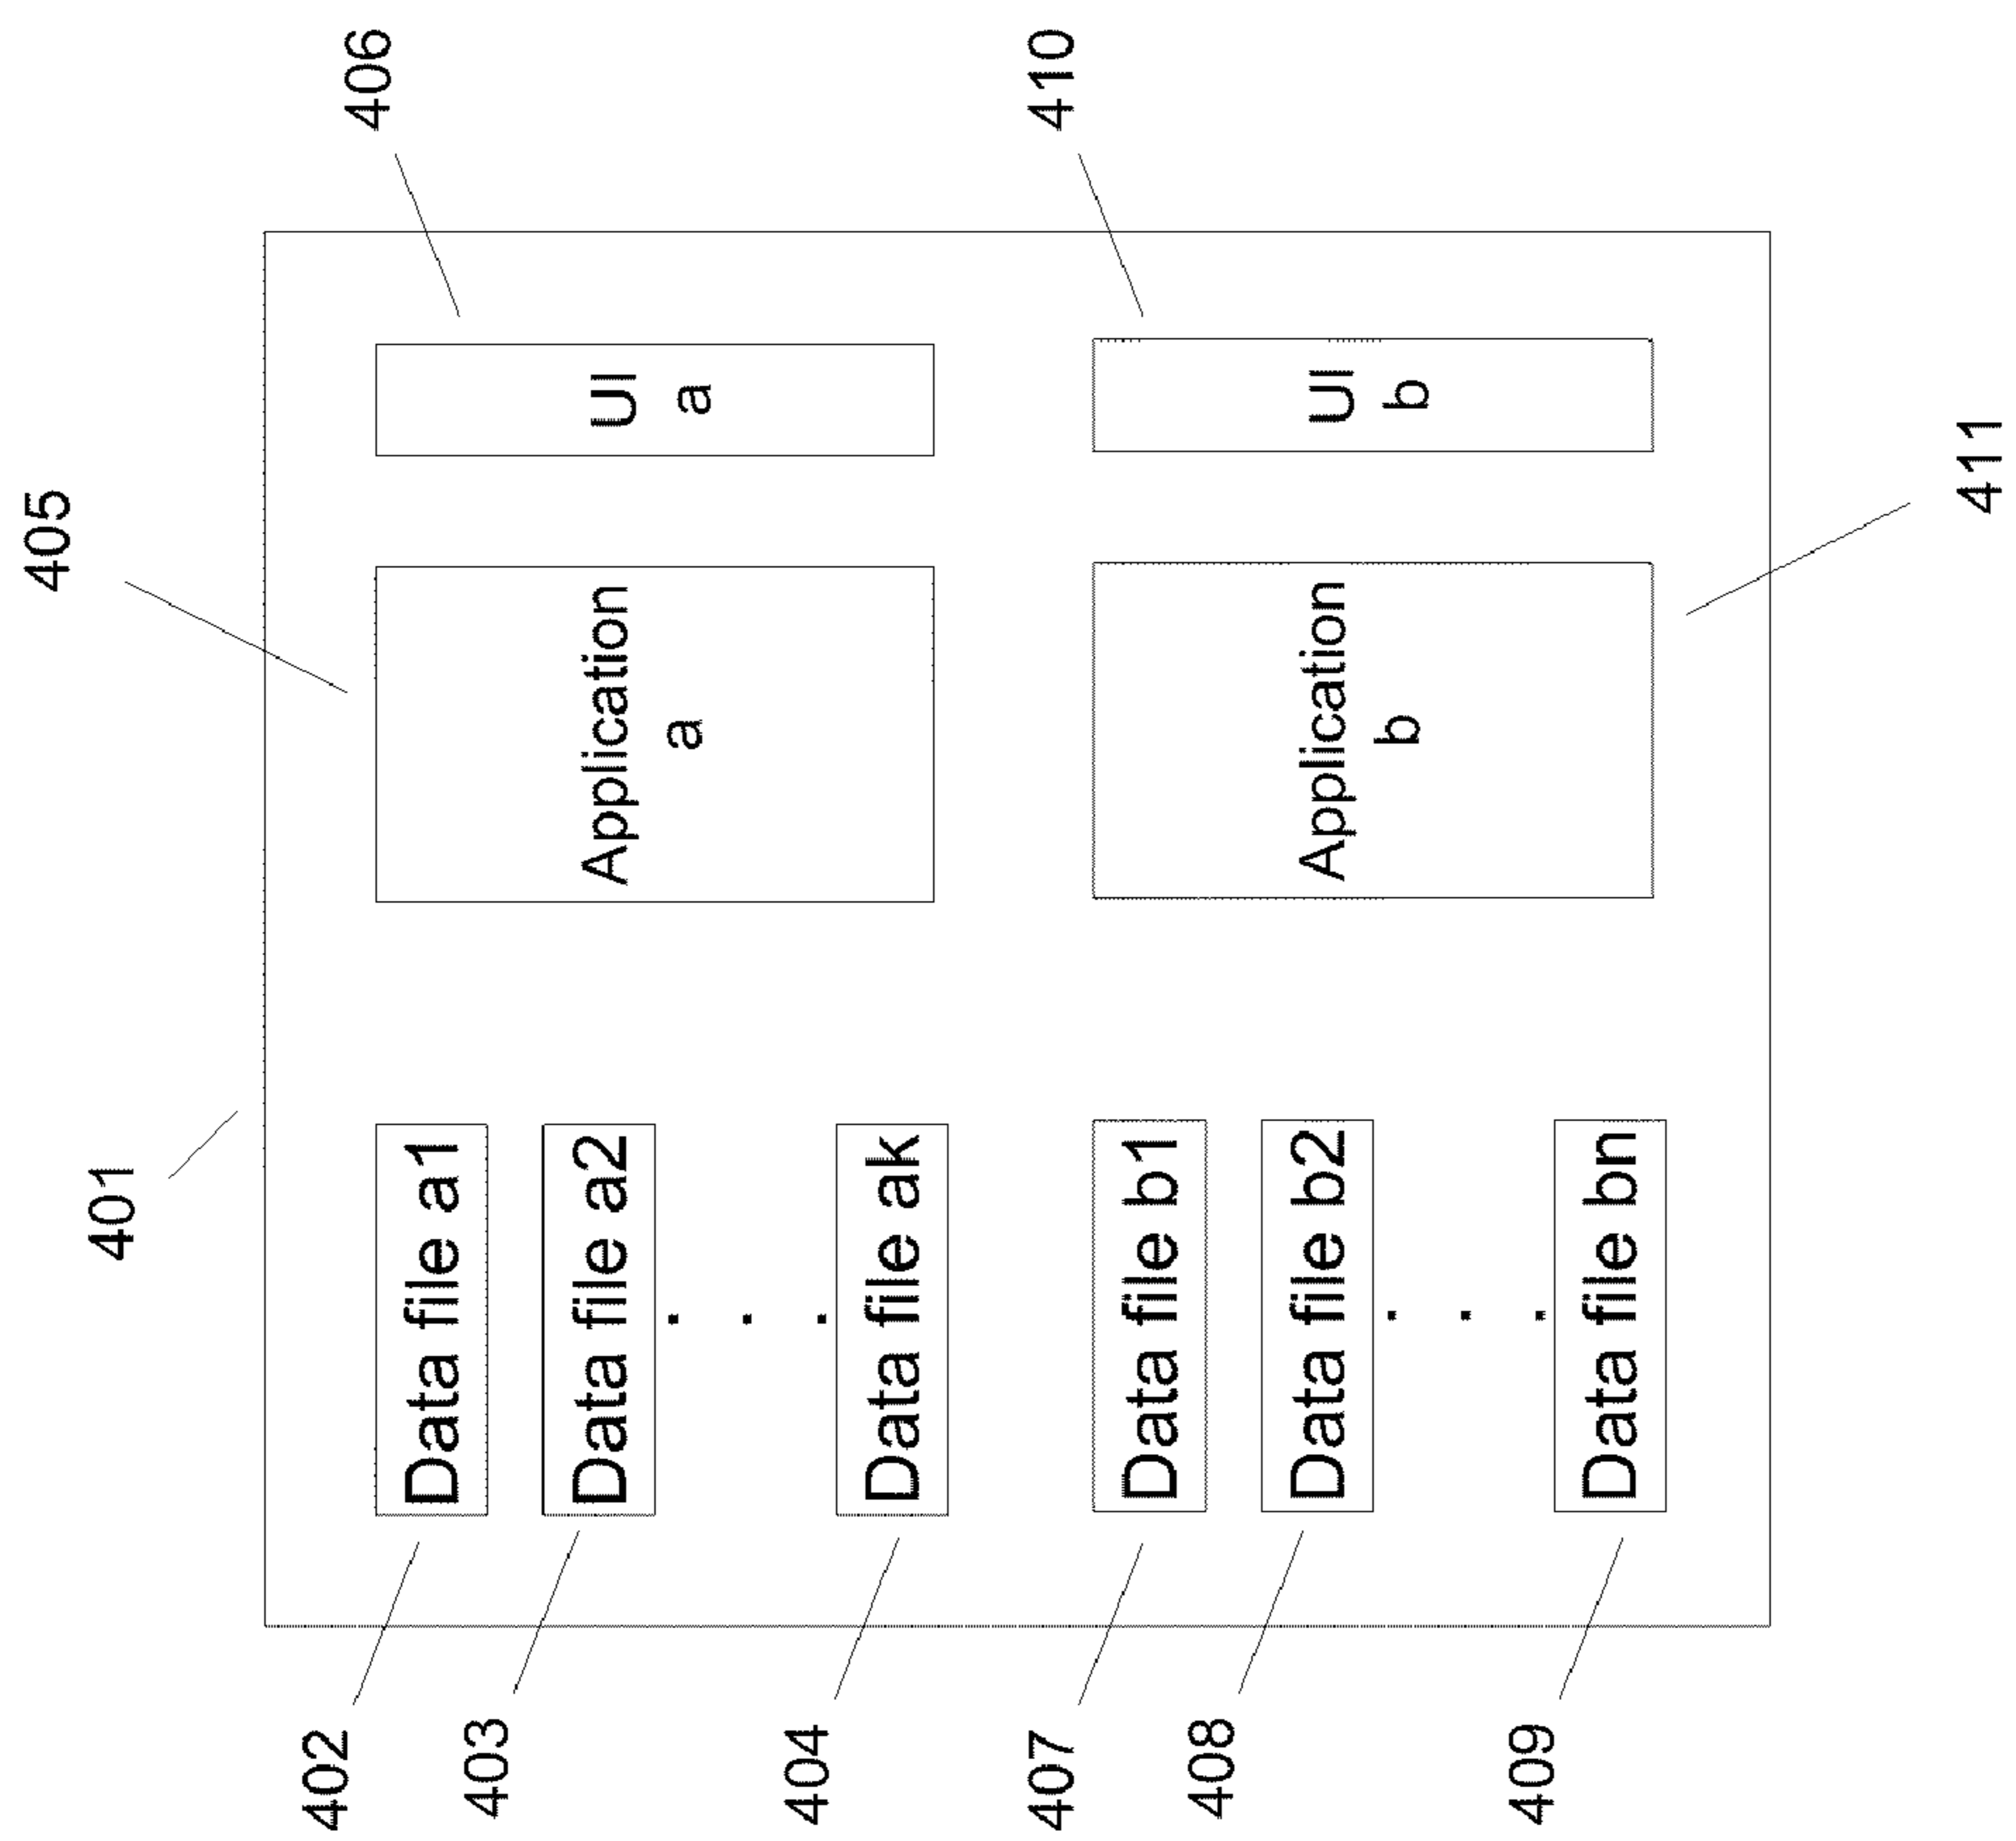 405
401
402
406
Data file a1
403
Data file a2
.
.
.
404
Data file ak
Application
a
UI
a
407
410
Data file b1
408
Data file b2
.
.
.
409
Data file bn
Application
b
UI
b
411